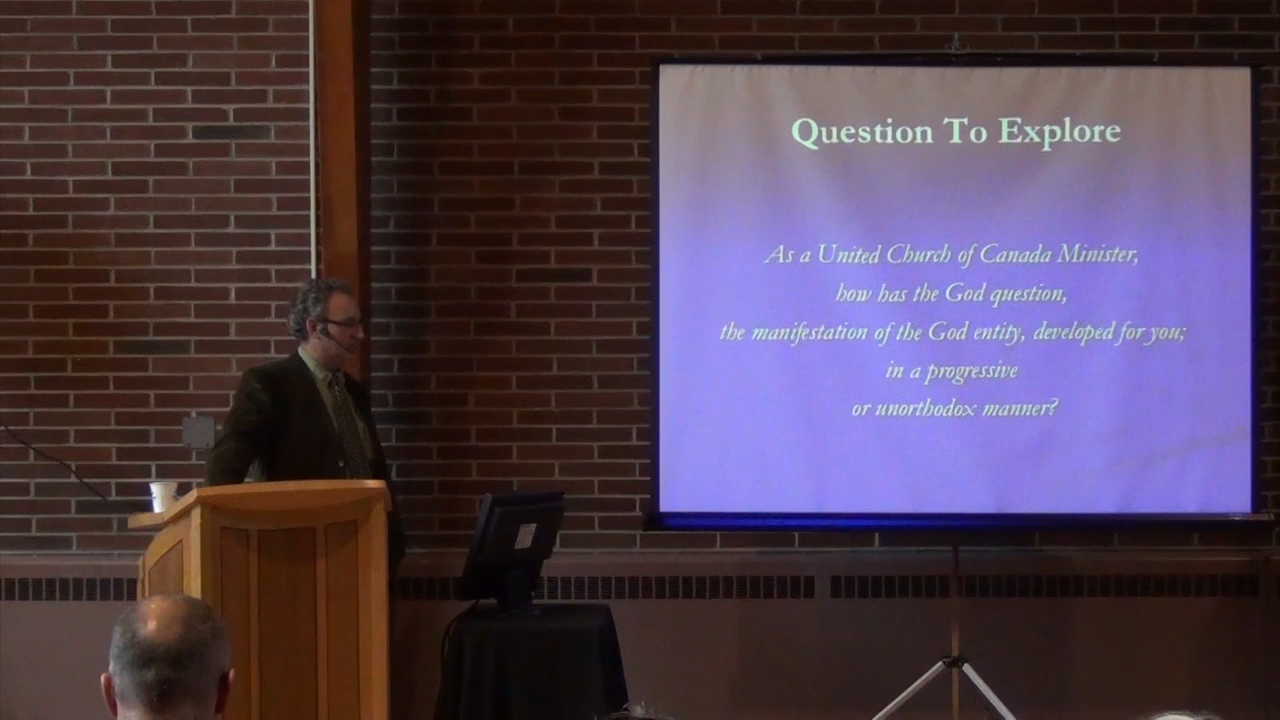 Question To Explore
As a United Church of Canada Minister,
how has the God question,
the manifestation of the God entity, developed for you;
in a progressive
or unorthodox manner?